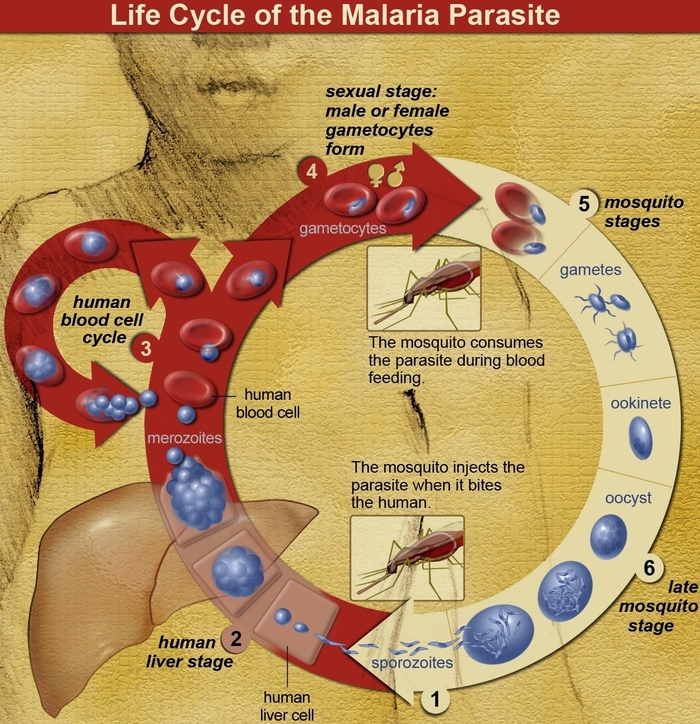 Life Cycle of the Malaria Parasite
sexual stage:
male or female
gametocytes
form
4
♀♂
gametocytes
5
mosquito
stages
gametes
human
blood cell
cycle
3
The mosquito consumes
the parasite during blood
feeding.
human
blood cell
ookinete
merozoites
The mosquito injects the
parasite when it bites
the human.
oocyst
6
late
mosquito
stage
2
human
liver stage
sporozoites
1
human
liver cell